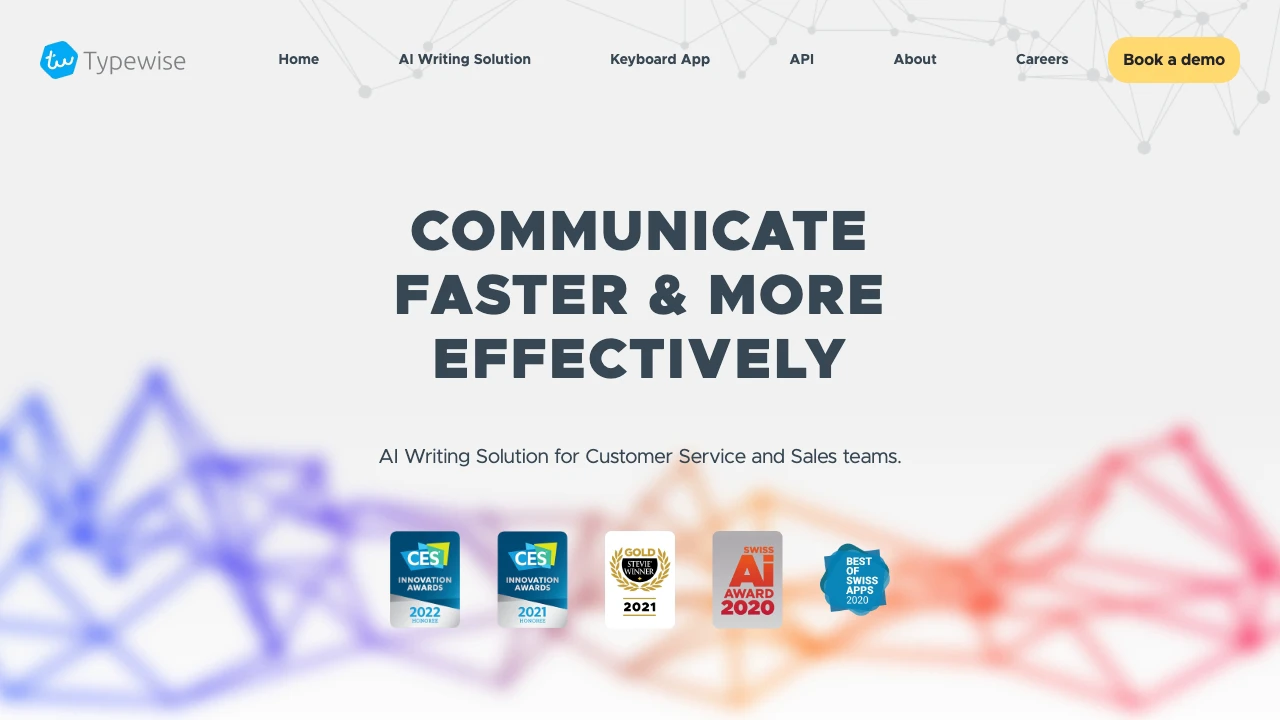 tw Typewise
Home
AI Writing Solution
Keyboard App
API
About
Careers
Book a demo
COMMUNICATE
FASTER & MORE
EFFECTIVELY
AI Writing Solution for Customer Service and Sales teams.
CES
INNOVATION
AWARDS
2022
HONOREE
CES
INNOVATION
AWARDS
2021
HONOREE
GOLD
STEVIE®
WINNER
2021
SWISS
Ai
AWARD
2020
BEST
OF
SWISS
APPS
2020